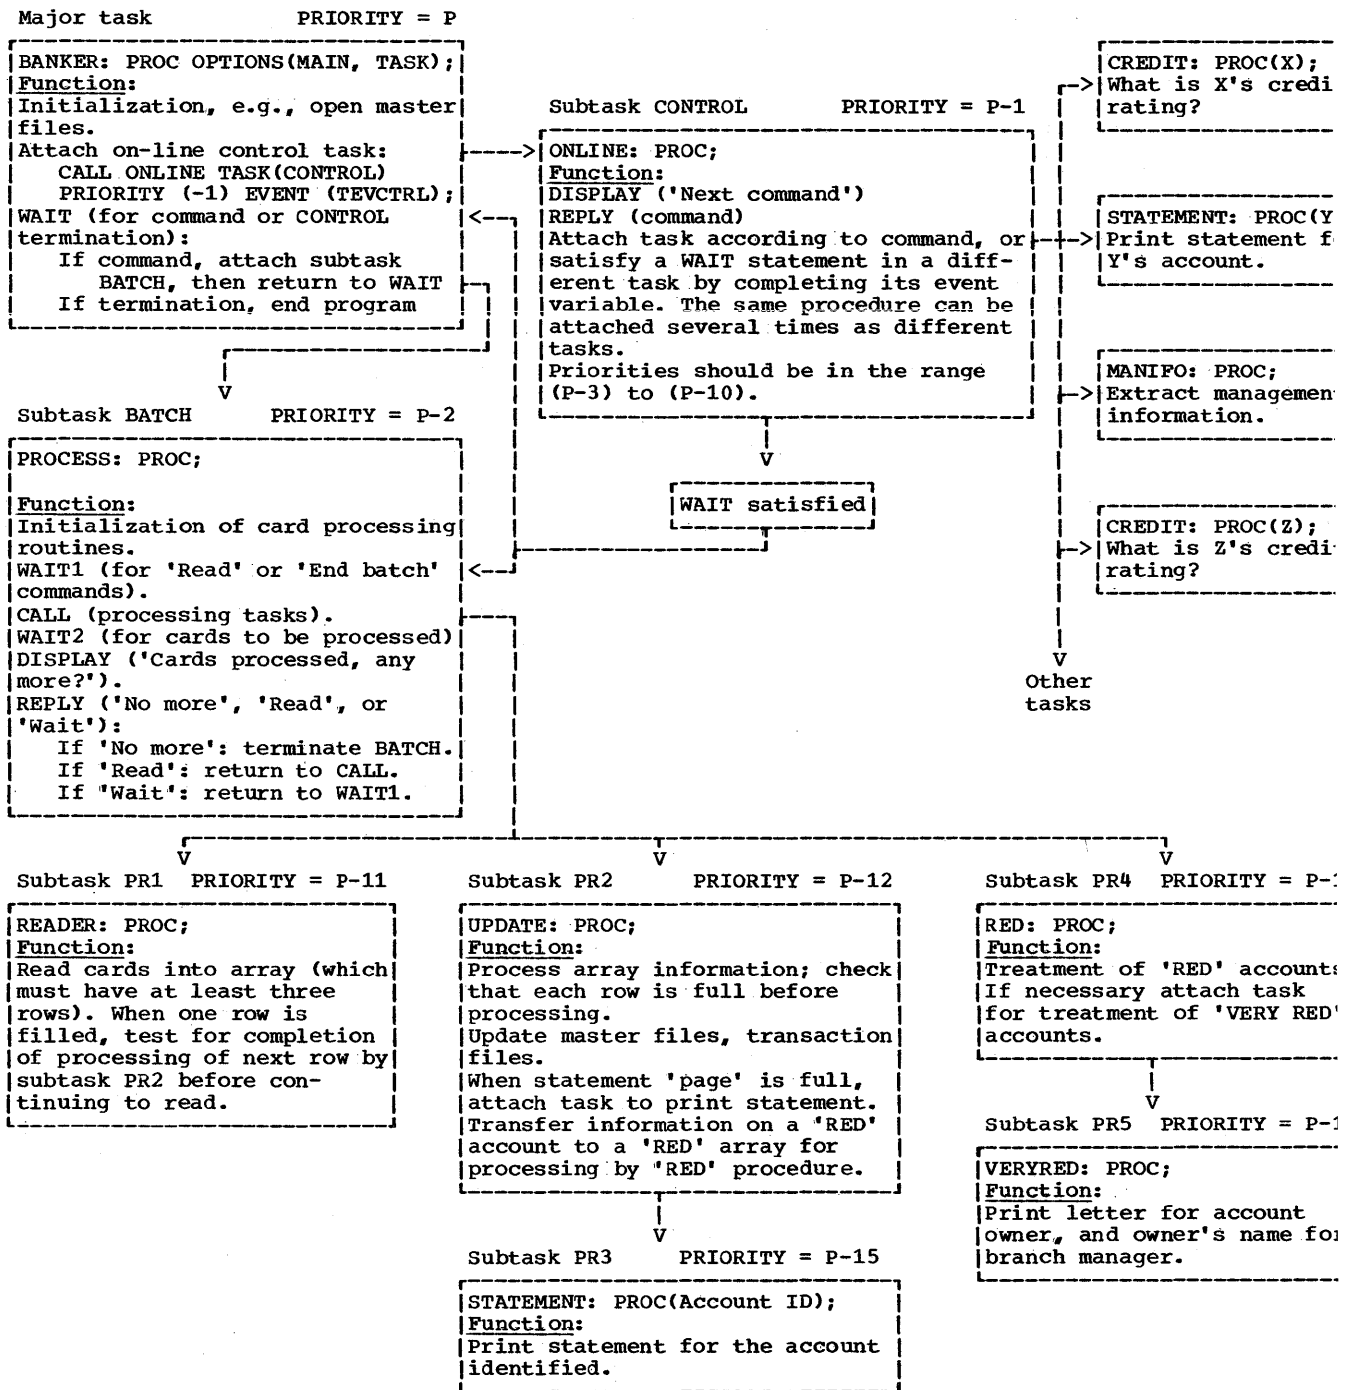 Major task PRIORITY = P
BANKER: PROC OPTIONS(MAIN, TASK);
Function:
Initialization, e.g., open master
files.
Attach on-line control task:
CALL ONLINE TASK(CONTROL)
PRIORITY (-1) EVENT (TEVCTRL);
WAIT (for command or CONTROL
termination):
If command, attach subtask
BATCH, then return to WAIT
If termination, end program
Subtask CONTROL PRIORITY = P-1
ONLINE: PROC;
Function:
DISPLAY ('Next command')
REPLY (command)
Attach task according to command, or
satisfy a WAIT statement in a diff-
erent task by completing its event
variable. The same procedure can be
attached several times as different
tasks.
Priorities should be in the range
(P-3) to (P-10).
WAIT satisfied
CREDIT: PROC(X);
What is X's credi
rating?
STATEMENT: PROC(Y
Print statement f
Y's account.
MANIFO: PROC;
Extract managemen
information.
CREDIT: PROC(Z);
What is Z's credi
rating?
Other
tasks
Subtask BATCH PRIORITY = P-2
PROCESS: PROC;
Function:
Initialization of card processing
routines.
WAIT1 (for 'Read' or 'End batch'
commands).
CALL (processing tasks).
WAIT2 (for cards to be processed)
DISPLAY ('Cards processed, any
more?').
REPLY ('No more', 'Read', or
'Wait'):
If 'No more': terminate BATCH.
If 'Read': return to CALL.
If 'Wait': return to WAIT1.
Subtask PR1 PRIORITY = P-11
READER: PROC;
Function:
Read cards into array (which
must have at least three
rows). When one row is
filled, test for completion
of processing of next row by
subtask PR2 before con-
tinuing to read.
Subtask PR2 PRIORITY = P-12
UPDATE: PROC;
Function:
Process array information; check
that each row is full before
processing.
Update master files, transaction
files.
When statement 'page' is full,
attach task to print statement.
Transfer information on a 'RED'
account to a 'RED' array for
processing by 'RED' procedure.
Subtask PR3 PRIORITY = P-15
STATEMENT: PROC(Account ID);
Function:
Print statement for the account
identified.
Subtask PR4 PRIORITY = P-1
RED: PROC;
Function:
Treatment of 'RED' accounts
If necessary attach task
for treatment of 'VERY RED'
accounts.
Subtask PR5 PRIORITY = P-1
VERYRED: PROC;
Function:
Print letter for account
owner, and owner's name for
branch manager.